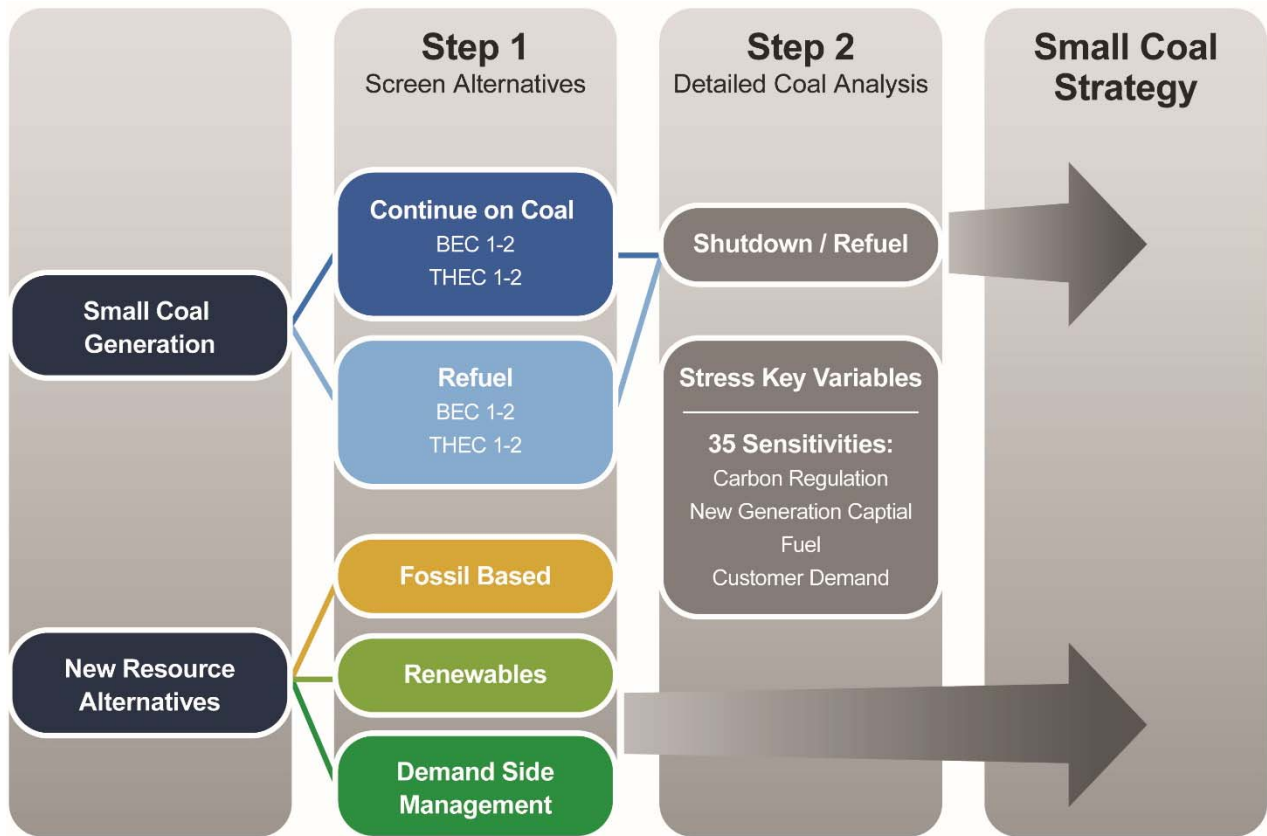 Small Coal
Generation
New Resource
Alternatives
Step 1
Screen Alternatives
Continue on Coal
BEC 1-2
THEC 1-2
Refuel
BEC 1-2
THEC 1-2
Fossil Based
Renewables
Demand Side
Management
Step 2
Detailed Coal Analysis
Shutdown / Refuel
Stress Key Variables
35 Sensitivities:
Carbon Regulation
New Generation Captial
Fuel
Customer Demand
Small Coal
Strategy